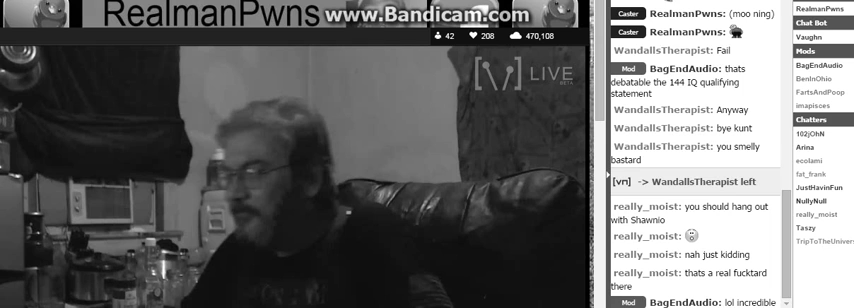 RealmanPwns
www.Bandicam.com
42 208 470,108
[\/] LIVE
BETA
Caster RealmanPwns: (moo ning)
Caster RealmanPwns:
WandallsTherapist: Fail
Mod BagEndAudio: thats
debatable the 144 IQ qualifying
statement
WandallsTherapist: Anyway
WandallsTherapist: bye kunt
WandallsTherapist: you smelly
bastard
[vn] -> WandallsTherapist left
really_moist: you should hang out
with Shawnio
really_moist:
really_moist: nah just kidding
really_moist: thats a real fucktard
there
Mod BagEndAudio: lol incredible
RealmanPwns
Chat Bot
Vaughn
Mods
BagEndAudio
BenInOhio
FartsAndPoop
imapisces
Chatters
102jOhN
Arina
ecolami
fat_frank
JustHavinFun
NullyNull
really_moist
Taszy
TripToTheUnivers